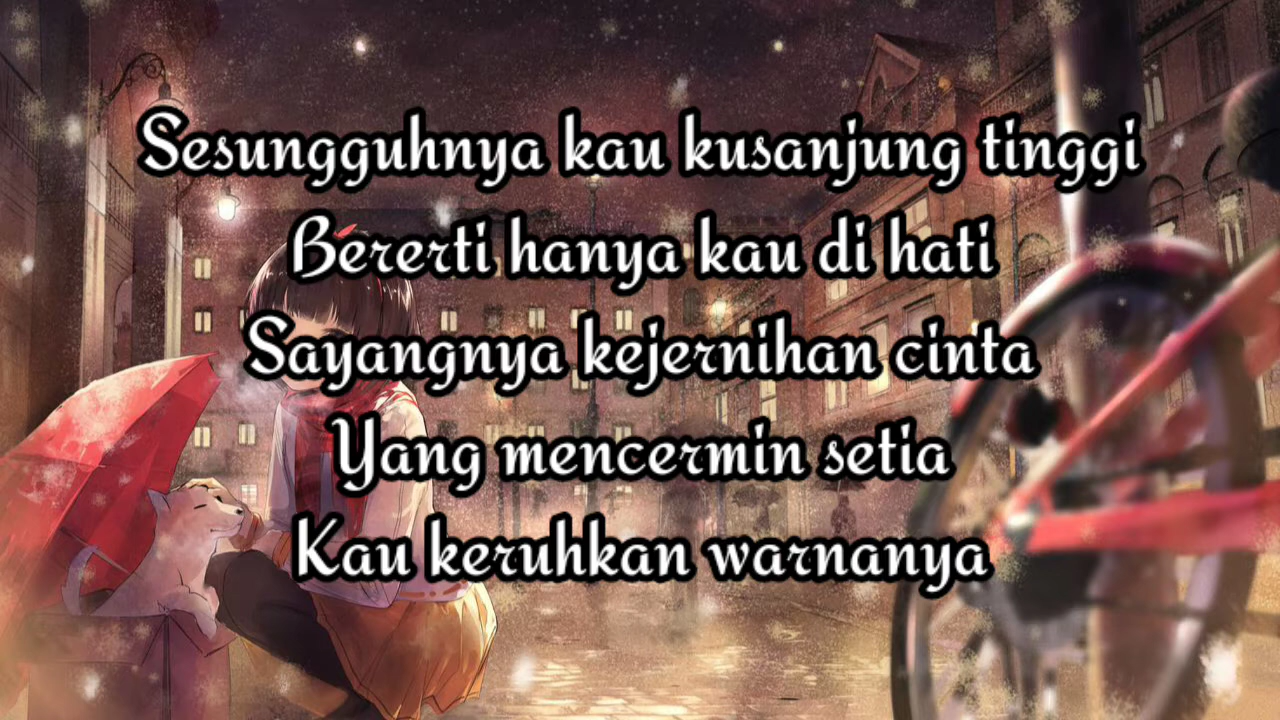 Sesungguhnya kau kusanjung tinggi
Bererti hanya kau di hati
Sayangnya kejernihan cinta
Yang mencermin setia
Kau keruhkan warnanya